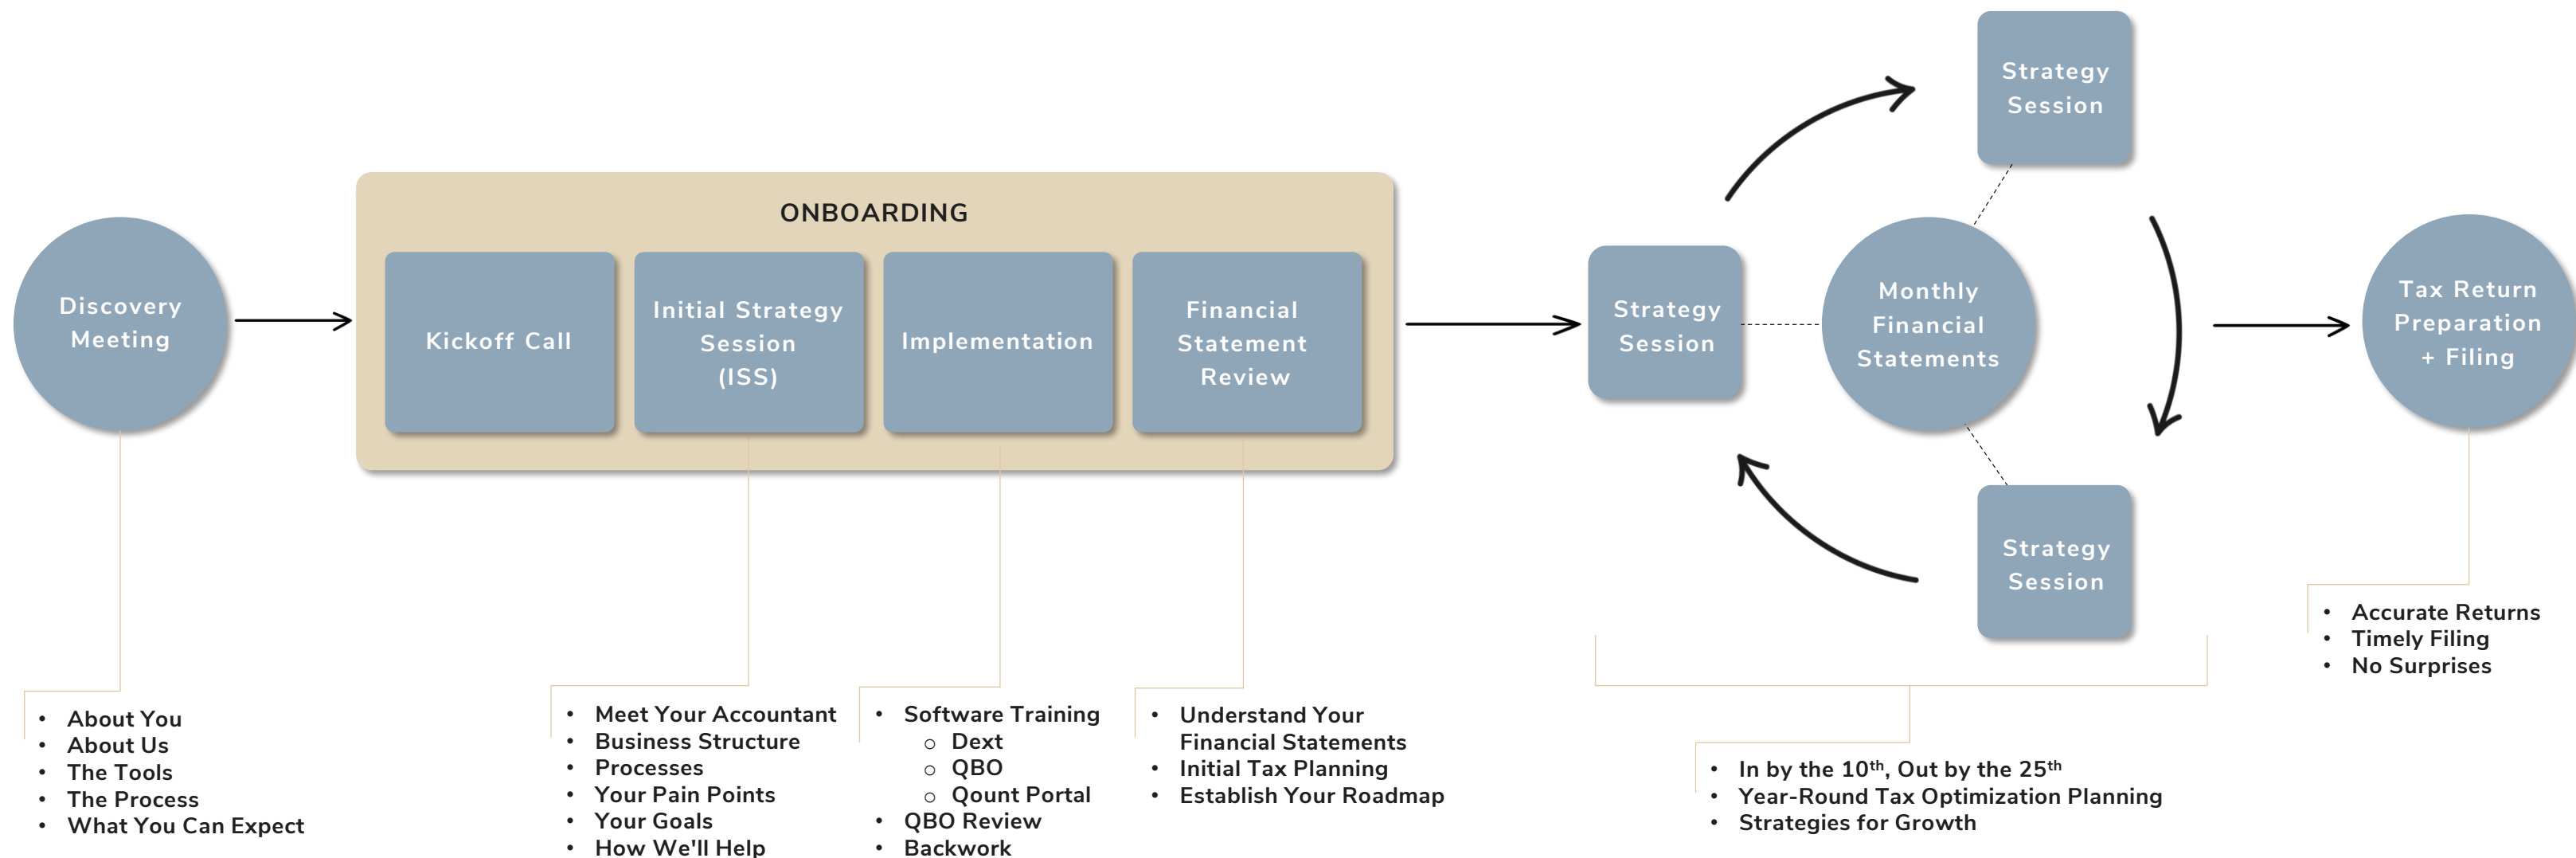 Discovery
Meeting
ONBOARDING
Kickoff Call
Initial Strategy
Session
(ISS)
Implementation
Financial
Statement
Review
Strategy
Session
Strategy
Session
Monthly
Financial
Statements
Strategy
Session
Tax Return
Preparation
+ Filing
• About You
• About Us
• The Tools
• The Process
• What You Can Expect
• Meet Your Accountant
• Business Structure
• Processes
• Your Pain Points
• Your Goals
• How We'll Help
• Software Training
o Dext
o QBO
o Qount Portal
• QBO Review
• Backwork
• Understand Your
Financial Statements
• Initial Tax Planning
• Establish Your Roadmap
• In by the 10th, Out by the 25th
• Year-Round Tax Optimization Planning
• Strategies for Growth
• Accurate Returns
• Timely Filing
• No Surprises